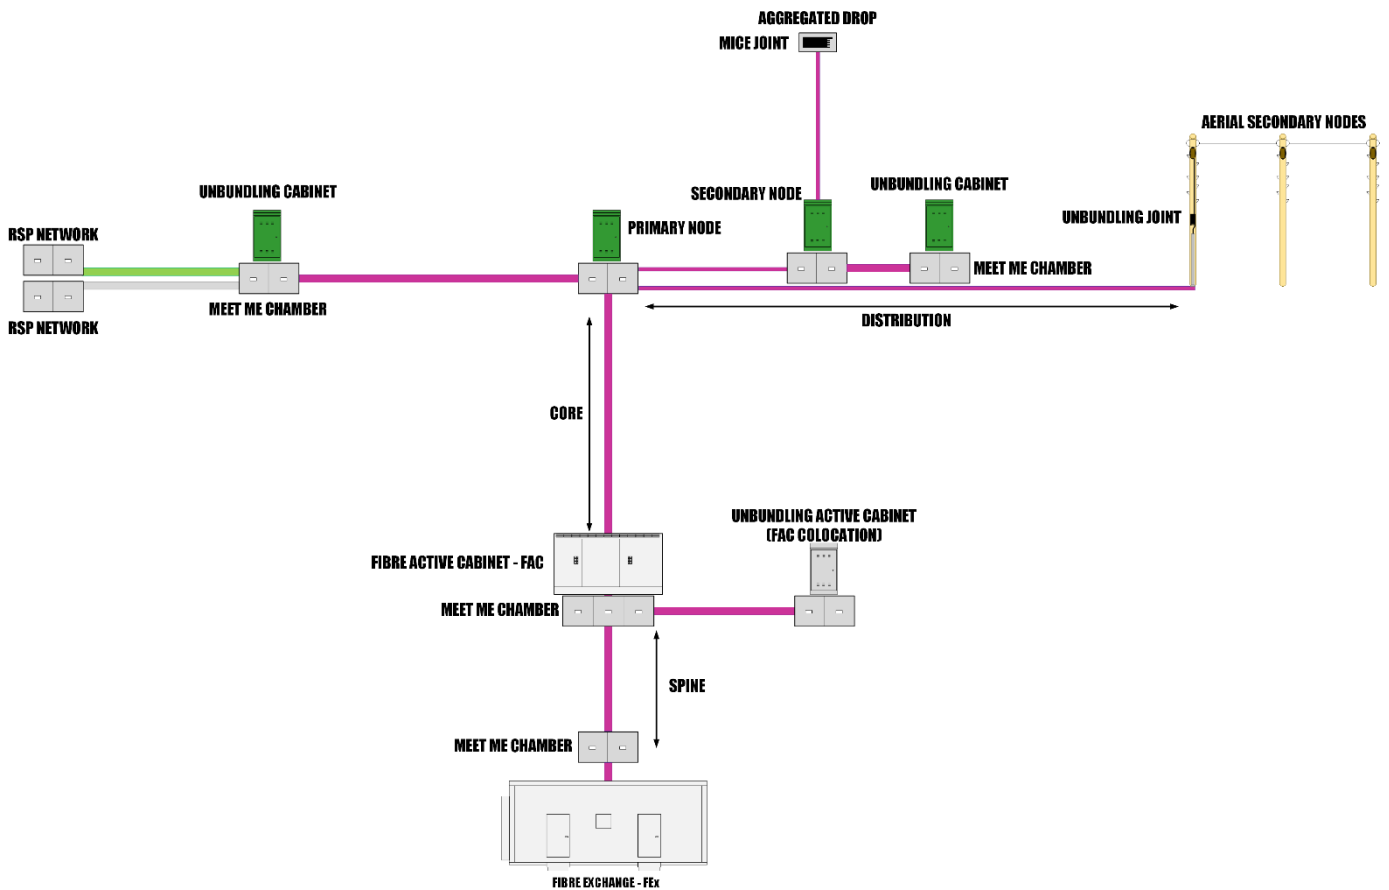 AGGREGATED DROP
MICE JOINT
AERIAL SECONDARY NODES
UNBUNDLING CABINET
SECONDARY NODE
UNBUNDLING CABINET
RSP NETWORK
PRIMARY NODE
UNBUNDLING JOINT
MEET ME CHAMBER
RSP NETWORK
MEET ME CHAMBER
DISTRIBUTION
CORE
UNBUNDLING ACTIVE CABINET
(FAC COLOCATION)
FIBRE ACTIVE CABINET - FAC
MEET ME CHAMBER
SPINE
MEET ME CHAMBER
FIBRE EXCHANGE - FEx